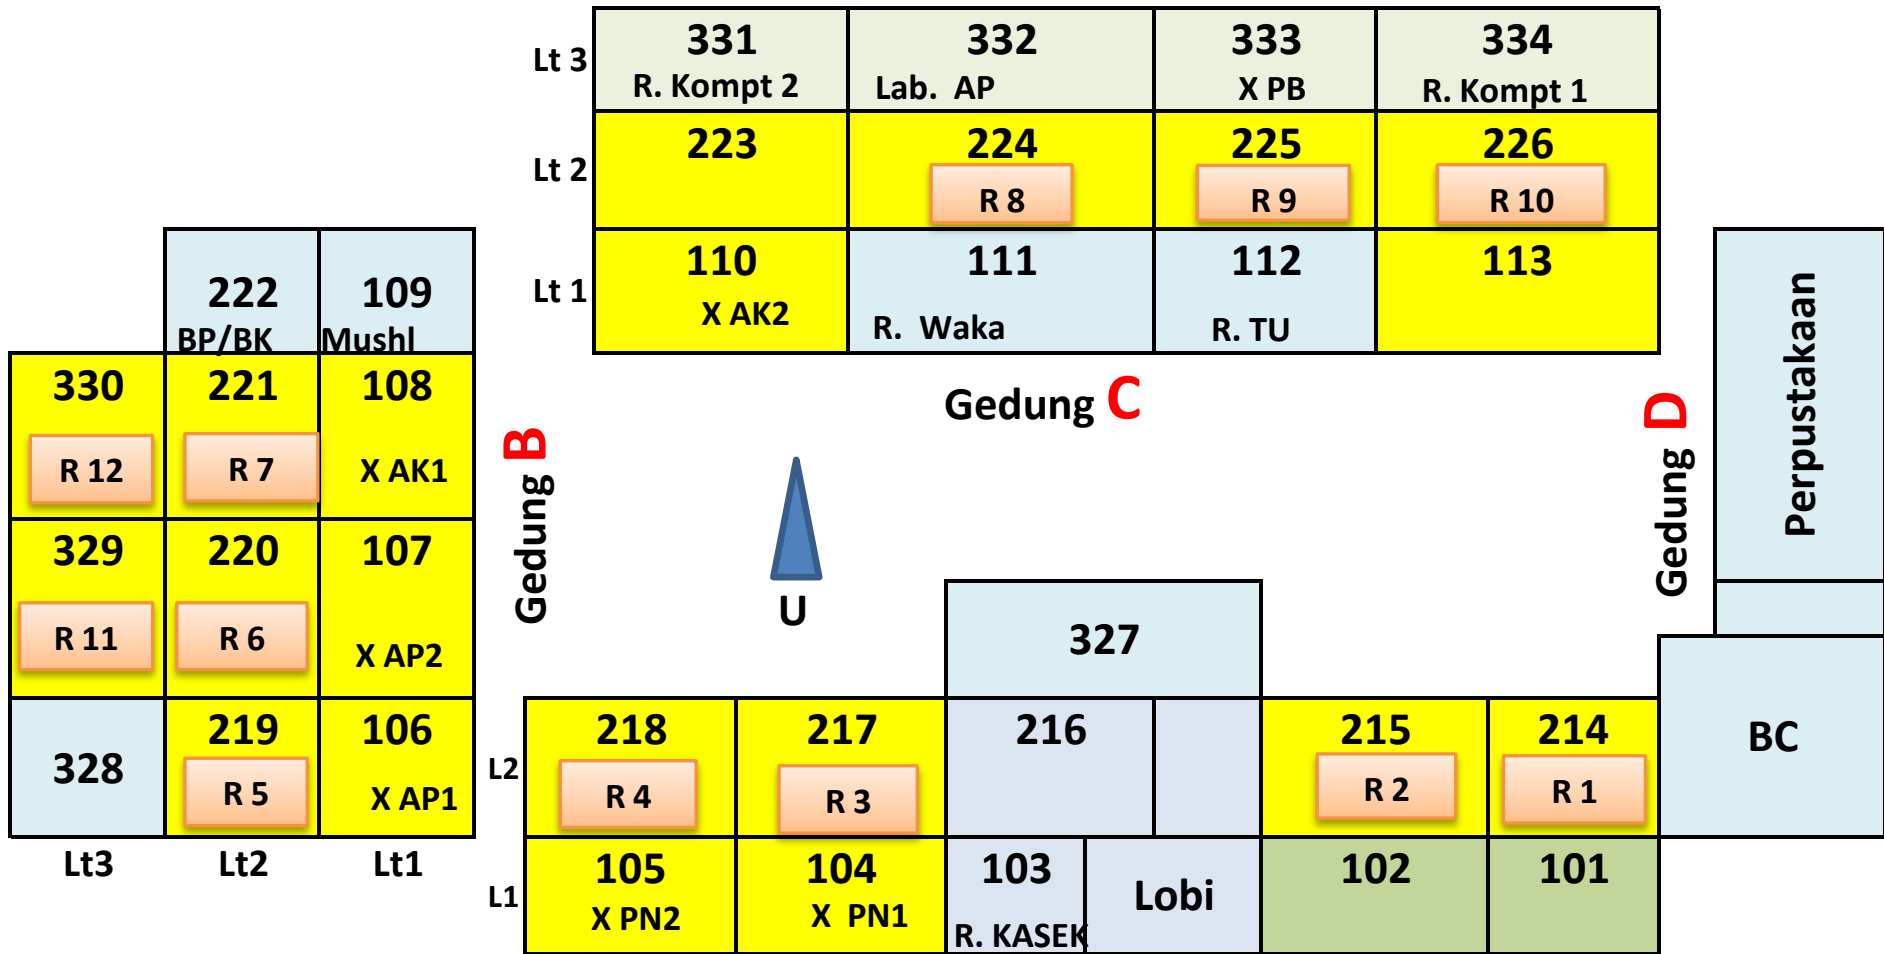 Lt 3
331
R. Kompt 2
332
Lab. AP
333
X PB
334
R. Kompt 1
Lt 2
223
224
R 8
225
R 9
226
R 10
Lt 1
110
X AK2
111
R. Waka
112
R. TU
113
Gedung C
222
BP/BK
109
Mushl
330
R 12
221
R 7
108
X AK1
329
R 11
220
R 6
107
X AP2
328
219
R 5
106
X AP1
Lt3
Lt2
Lt1
Gedung B
U
Gedung D
Perpustakaan
BC
327
L2
218
R 4
217
R 3
216
215
R 2
214
R 1
L1
105
X PN2
104
X PN1
103
R. KASEK
Lobi
102
101